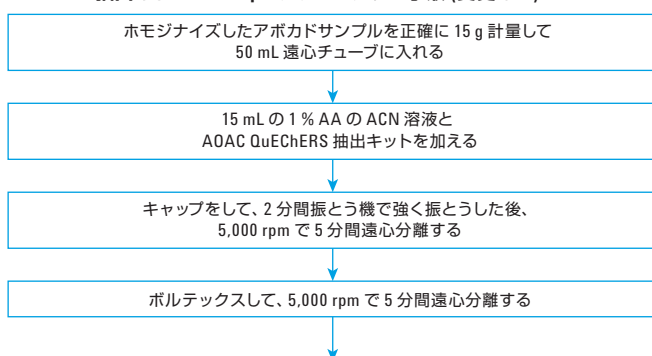 ホモジナイズしたアボカドサンプルを正確に 15 g 計量して
50 mL 遠心チューブに入れる
15 mL の 1 % AA の ACN 溶液と
AOAC QuEChERS 抽出キットを加える
キャップをして、2 分間振とう機で強く振とうした後、
5,000 rpm で 5 分間遠心分離する
ボルテックスして、5,000 rpm で 5 分間遠心分離する